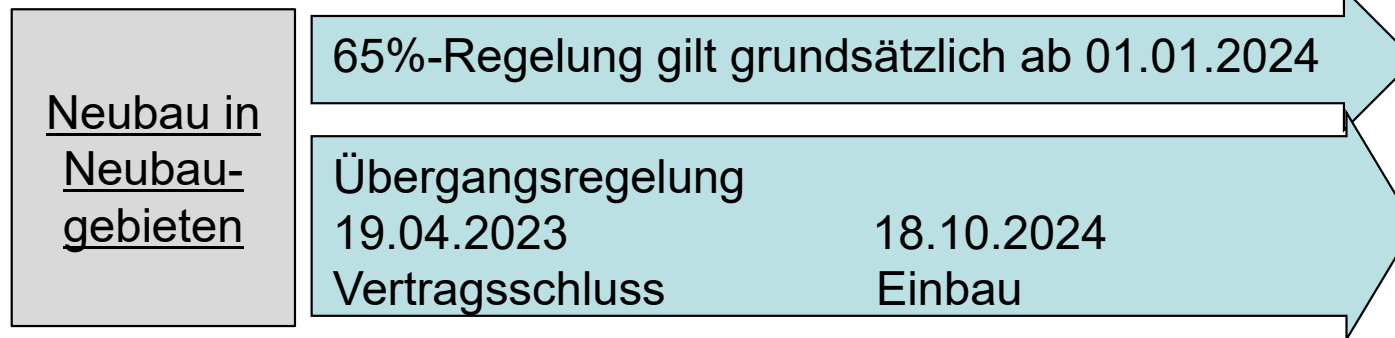 Neubau in
Neubau-
gebieten
65%-Regelung gilt grundsätzlich ab 01.01.2024
Übergangsregelung
19.04.2023 18.10.2024
Vertragsschluss Einbau